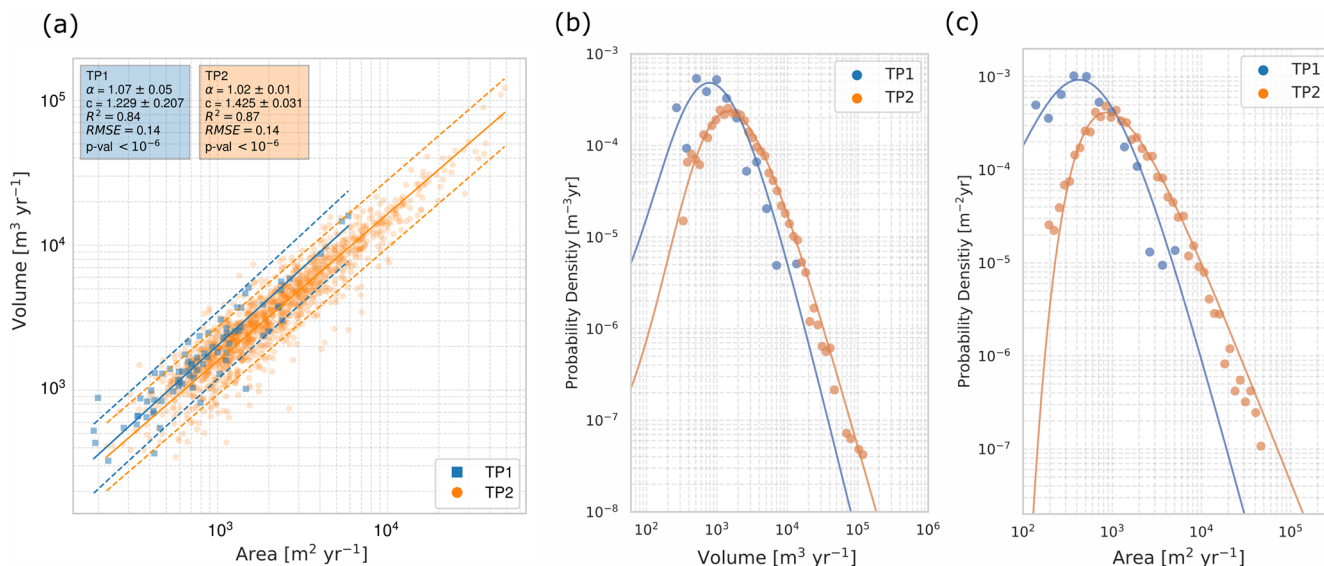 (a)
TP1
α = 1.07 ± 0.05
c = 1.229 ± 0.207
R² = 0.84
RMSE = 0.14
p-val < 10⁻⁶
TP2
α = 1.02 ± 0.01
c = 1.425 ± 0.031
R² = 0.87
RMSE = 0.14
p-val < 10⁻⁶
10⁵
10⁴
10³
Volume [m³ yr⁻¹]
TP1
TP2
10³
10⁴
Area [m² yr⁻¹]
(b)
TP1
TP2
10⁻³
10⁻⁴
10⁻⁵
10⁻⁶
10⁻⁷
10⁻⁸
Probability Densitiy [m⁻³yr]
10²
10³
10⁴
10⁵
10⁶
Volume [m³ yr⁻¹]
(c)
TP1
TP2
10⁻³
10⁻⁴
10⁻⁵
10⁻⁶
10⁻⁷
Probability Densitiy [m⁻²yr]
10²
10³
10⁴
10⁵
Area [m² yr⁻¹]